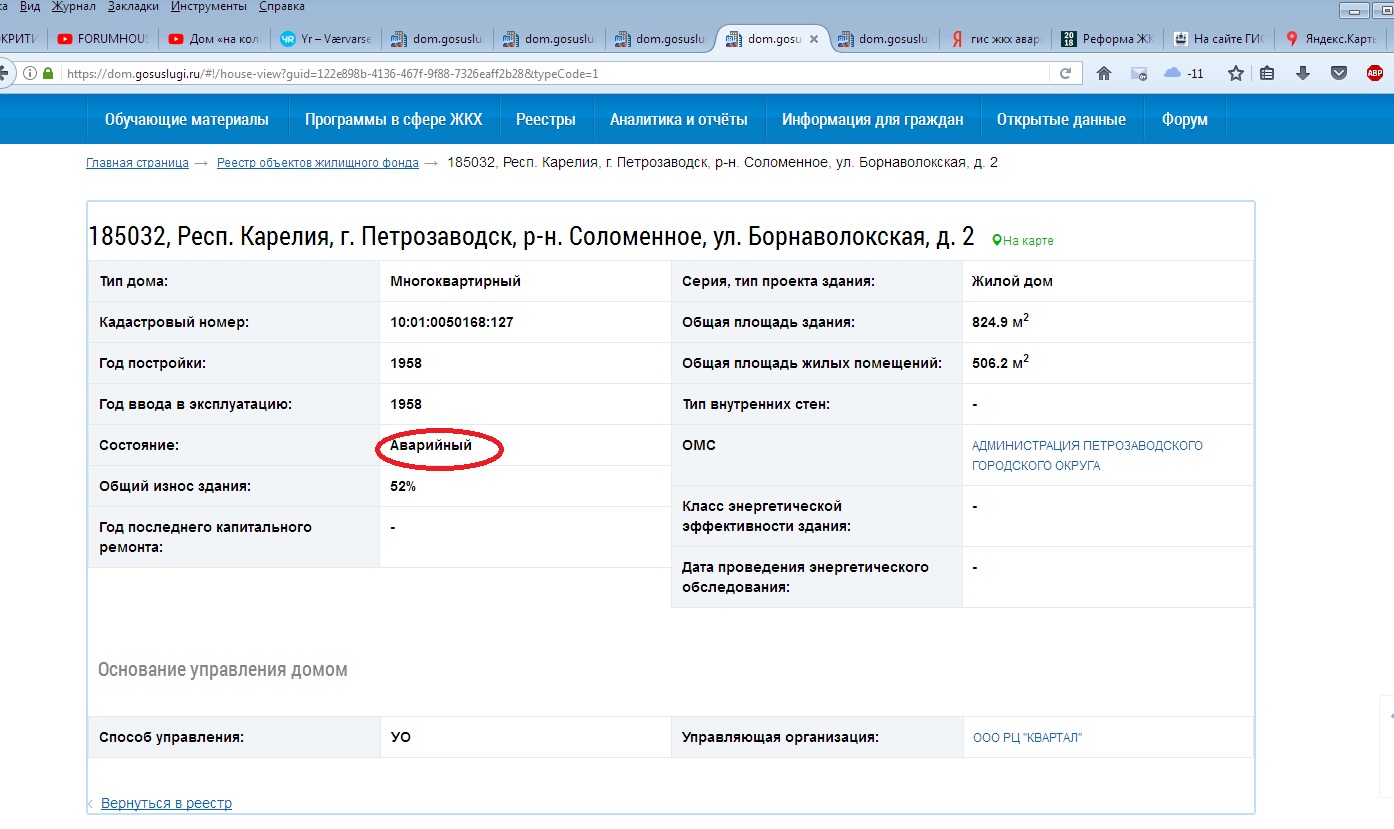 ка Вид Журнал Закладки Инструменты Справка
КРИТИ FORUMHOUS Дом «на кол Yr – Værvarse dom.gosuslu dom.gosuslu dom.gosuslu dom.gosu dom.gosuslu гис жкх авар 20 18 Реформа ЖК На сайте ГИС Яндекс.Карты
https://dom.gosuslugi.ru/#!/house-view?guid=122e898b-4136-467f-9f88-7326eaff2b28&typeCode=1 -11 ABP
Обучающие материалы Программы в сфере ЖКХ Реестры Аналитика и отчёты Информация для граждан Открытые данные Форум
Главная страница → Реестр объектов жилищного фонда → 185032, Респ. Карелия, г. Петрозаводск, р-н. Соломенное, ул. Борнаволокская, д. 2
185032, Респ. Карелия, г. Петрозаводск, р-н. Соломенное, ул. Борнаволокская, д. 2 На карте
Тип дома: Многоквартирный
Кадастровый номер: 10:01:0050168:127
Год постройки: 1958
Год ввода в эксплуатацию: 1958
Состояние: Аварийный
Общий износ здания: 52%
Год последнего капитального
ремонта: -
Серия, тип проекта здания: Жилой дом
Общая площадь здания: 824.9 м²
Общая площадь жилых помещений: 506.2 м²
Тип внутренних стен: -
ОМС АДМИНИСТРАЦИЯ ПЕТРОЗАВОДСКОГО
ГОРОДСКОГО ОКРУГА
Класс энергетической -
эффективности здания:
Дата проведения энергетического -
обследования:
Основание управления домом
Способ управления: УО Управляющая организация: ООО РЦ "КВАРТАЛ"
‹ Вернуться в реестр